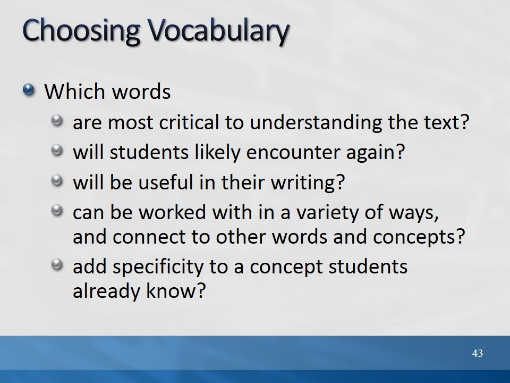 Choosing Vocabulary
Which words
are most critical to understanding the text?
will students likely encounter again?
will be useful in their writing?
can be worked with in a variety of ways,
and connect to other words and concepts?
add specificity to a concept students
already know?
43